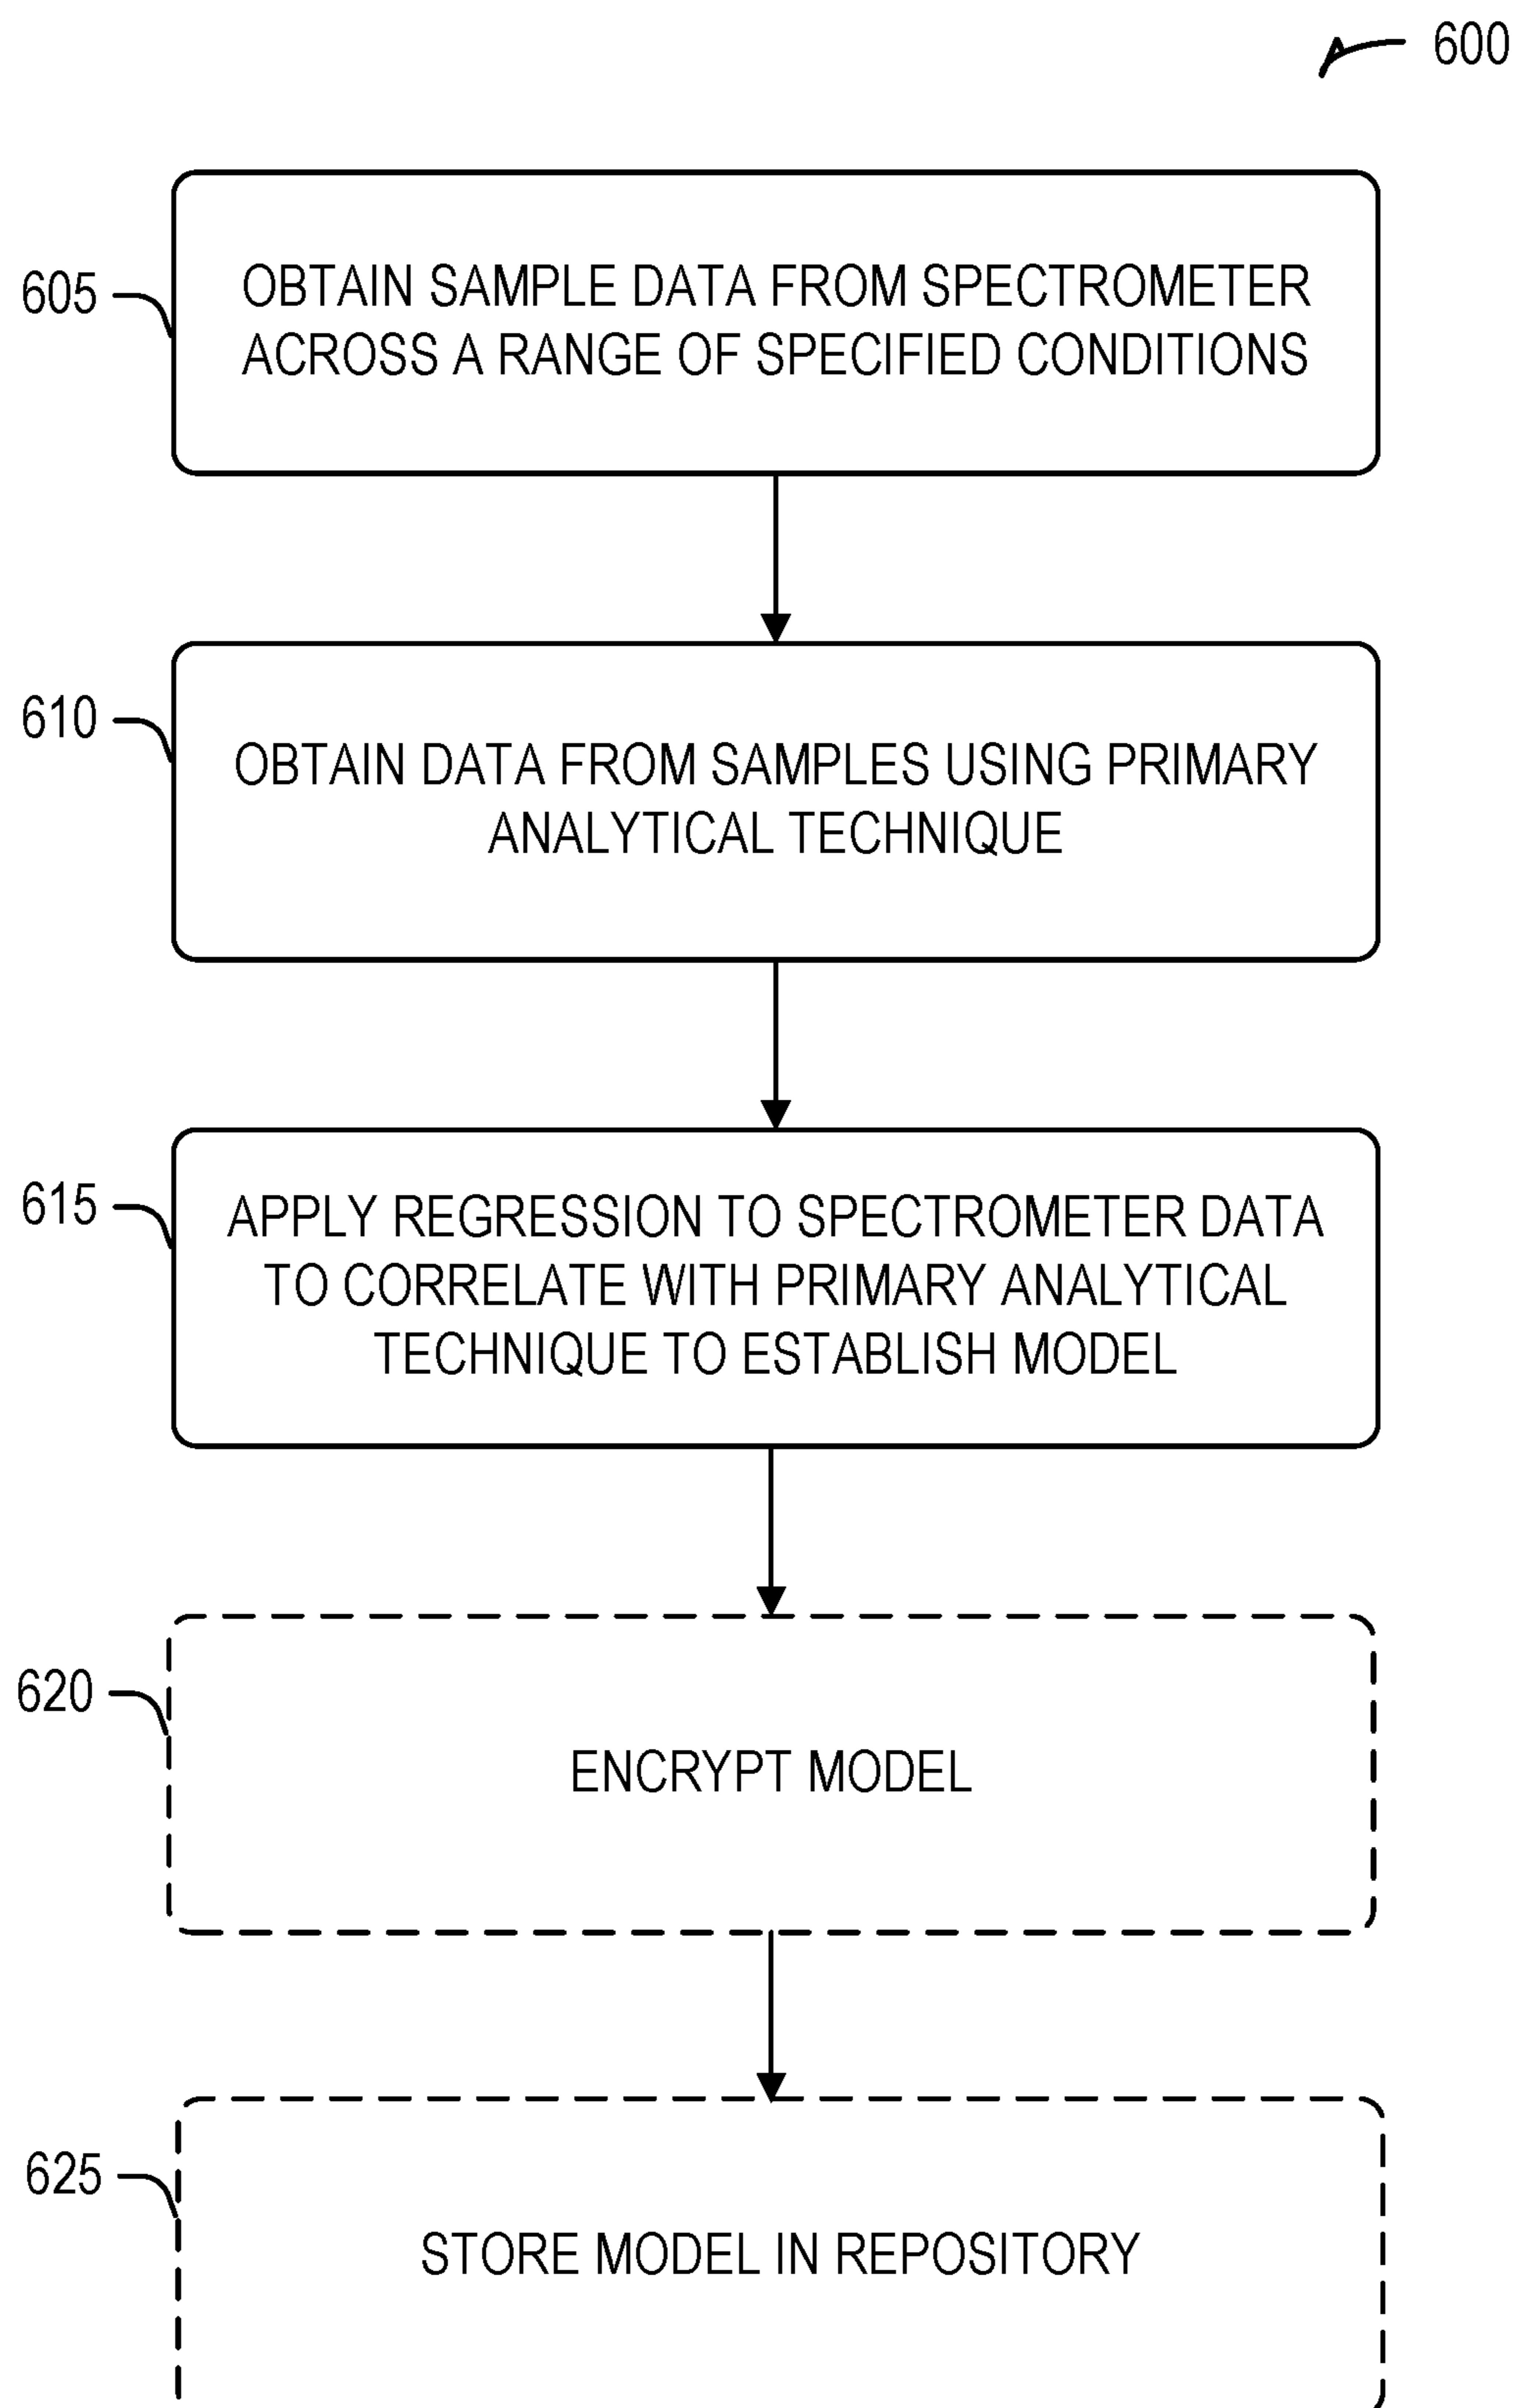 600
605
OBTAIN SAMPLE DATA FROM SPECTROMETER
ACROSS A RANGE OF SPECIFIED CONDITIONS
610
OBTAIN DATA FROM SAMPLES USING PRIMARY
ANALYTICAL TECHNIQUE
615
APPLY REGRESSION TO SPECTROMETER DATA
TO CORRELATE WITH PRIMARY ANALYTICAL
TECHNIQUE TO ESTABLISH MODEL
620
ENCRYPT MODEL
625
STORE MODEL IN REPOSITORY